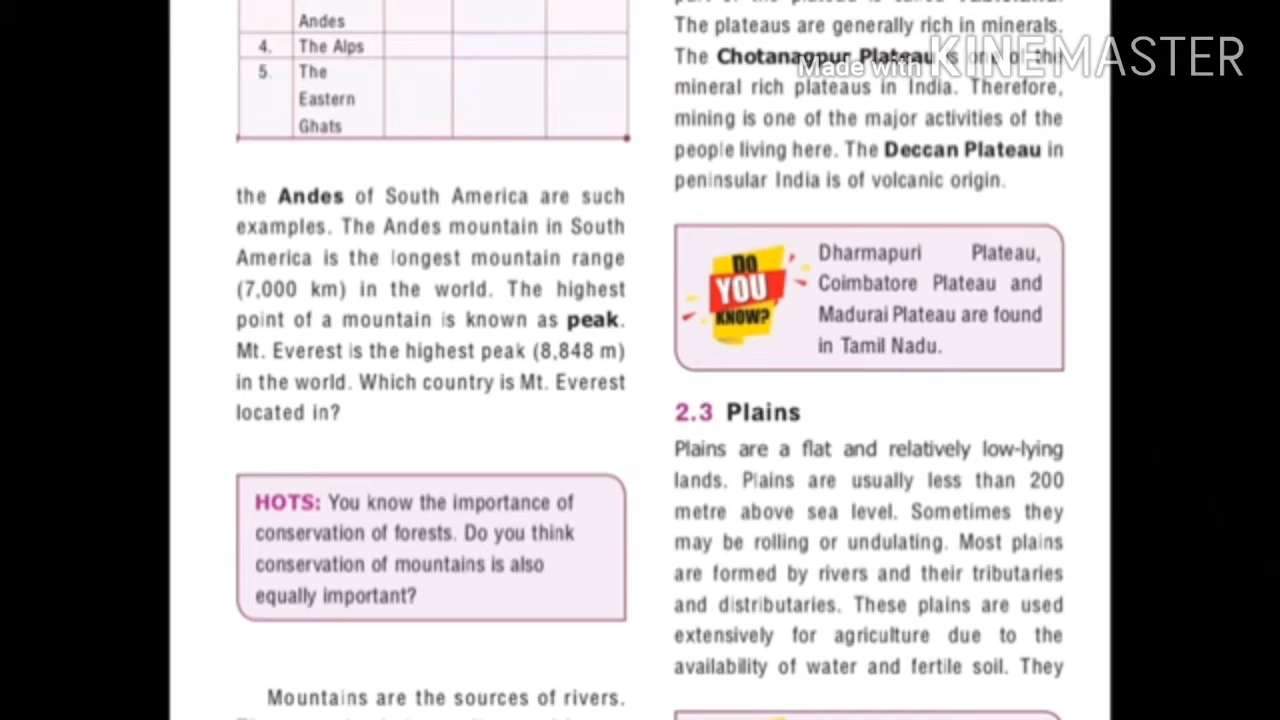 Andes
4. The Alps
5. The
Eastern
Ghats
the Andes of South America are such
examples. The Andes mountain in South
America is the longest mountain range
(7,000 km) in the world. The highest
point of a mountain is known as peak.
Mt. Everest is the highest peak (8,848 m)
in the world. Which country is Mt. Everest
located in?
HOTS: You know the importance of
conservation of forests. Do you think
conservation of mountains is also
equally important?
Mountains are the sources of rivers.
The plateaus are generally rich in minerals.
The Chotanagpur Plateau is one of the
mineral rich plateaus in India. Therefore,
mining is one of the major activities of the
people living here. The Deccan Plateau in
peninsular India is of volcanic origin.
DO
YOU
KNOW?
Dharmapuri Plateau,
Coimbatore Plateau and
Madurai Plateau are found
in Tamil Nadu.
2.3 Plains
Plains are a flat and relatively low-lying
lands. Plains are usually less than 200
metre above sea level. Sometimes they
may be rolling or undulating. Most plains
are formed by rivers and their tributaries
and distributaries. These plains are used
extensively for agriculture due to the
availability of water and fertile soil. They
Made with KINEMASTER